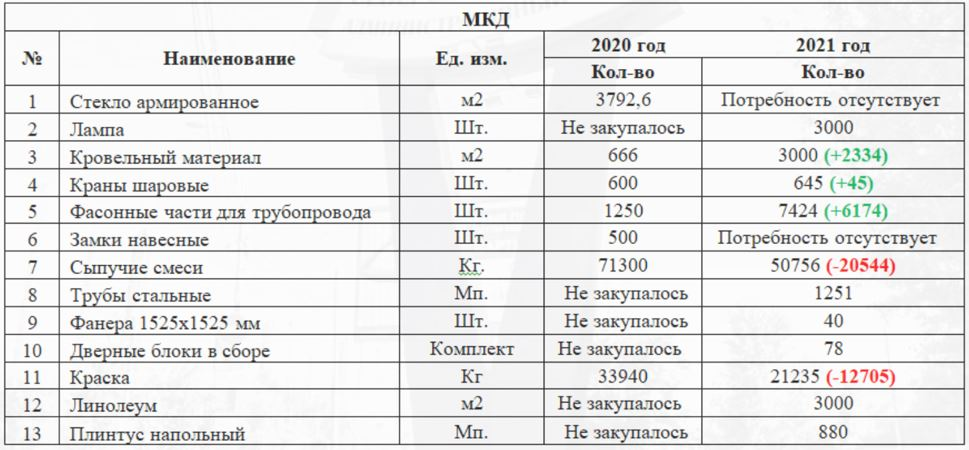 МКД
№ Наименование Ед. изм. 2020 год 2021 год
Кол-во Кол-во
1 Стекло армированное м2 3792,6 Потребность отсутствует
2 Лампа Шт. Не закупалось 3000
3 Кровельный материал м2 666 3000 (+2334)
4 Краны шаровые Шт. 600 645 (+45)
5 Фасонные части для трубопровода Шт. 1250 7424 (+6174)
6 Замки навесные Шт. 500 Потребность отсутствует
7 Сыпучие смеси Кг. 71300 50756 (-20544)
8 Трубы стальные Мп. Не закупалось 1251
9 Фанера 1525х1525 мм Шт. Не закупалось 40
10 Дверные блоки в сборе Комплект Не закупалось 78
11 Краска Кг 33940 21235 (-12705)
12 Линолеум м2 Не закупалось 3000
13 Плинтус напольный Мп. Не закупалось 880